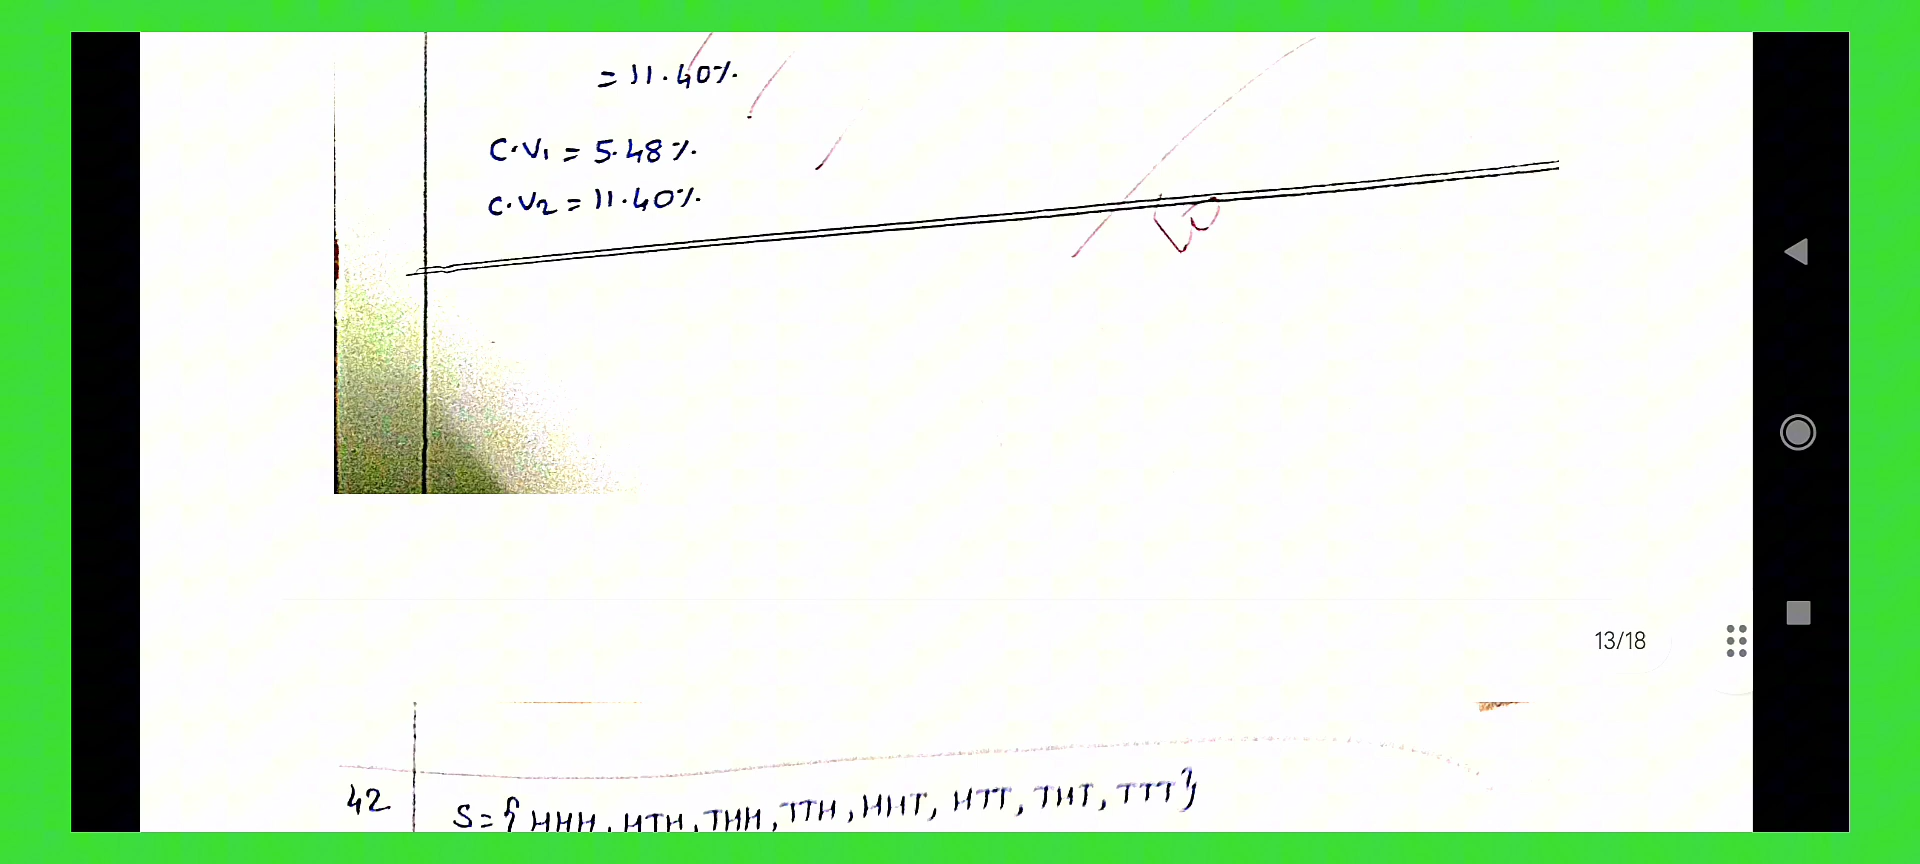 = 11.40%.
C.V₁ = 5.48%.
C.V₂ = 11.40%.
13/18
42
S={ HHH, HTH, THH, TTH, HHT, HTT, THT, TTT}